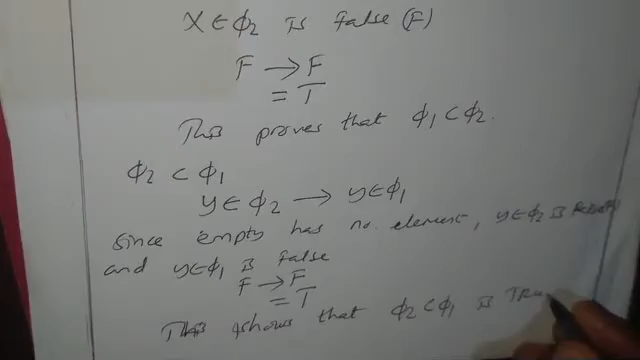 X ∈ ϕ₂ is false (F)
F → F
= T
This proves that ϕ₁ ⊂ ϕ₂.
ϕ₂ ⊂ ϕ₁
y ∈ ϕ₂ → y ∈ ϕ₁
since empty has no element, y ∈ ϕ₂ is
and y ∈ ϕ₁ is false
F → F
= T
This shows that ϕ₂ ⊂ ϕ₁ is